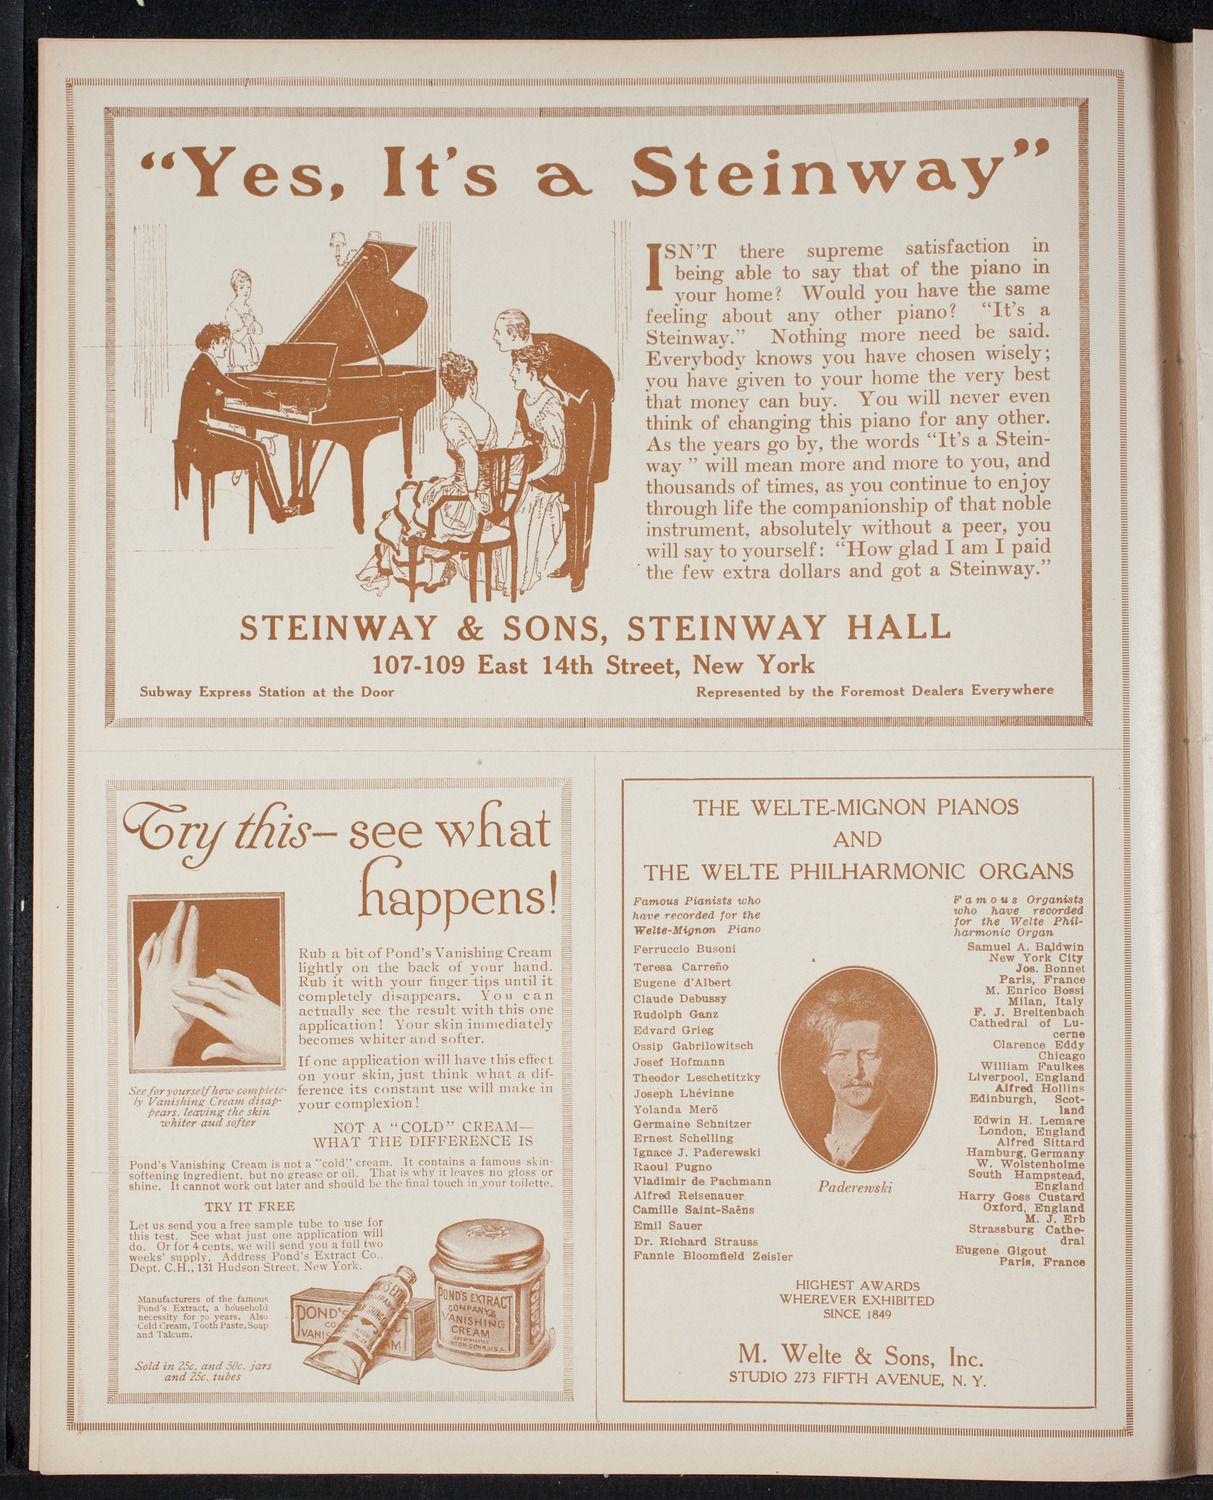 "Yes, It's a Steinway"
ISN'T there supreme satisfaction in
being able to say that of the piano in
your home? Would you have the same
feeling about any other piano? "It's a
Steinway." Nothing more need be said.
Everybody knows you have chosen wisely;
you have given to your home the very best
that money can buy. You will never even
think of changing this piano for any other.
As the years go by, the words "It's a Stein-
way " will mean more and more to you, and
thousands of times, as you continue to enjoy
through life the companionship of that noble
instrument, absolutely without a peer, you
will say to yourself: "How glad I am I paid
the few extra dollars and got a Steinway."
STEINWAY & SONS, STEINWAY HALL
107-109 East 14th Street, New York
Subway Express Station at the Door
Represented by the Foremost Dealers Everywhere
Try this— see what
happens!
Rub a bit of Pond's Vanishing Cream
lightly on the back of your hand.
Rub it with your finger tips until it
completely disappears. You can
actually see the result with this one
application! Your skin immediately
becomes whiter and softer.
If one application will have this effect
on your skin, just think what a dif-
ference its constant use will make in
your complexion!
See for yourself how complete-
ly Vanishing Cream disap-
pears, leaving the skin
whiter and softer
NOT A "COLD" CREAM—
WHAT THE DIFFERENCE IS
Pond's Vanishing Cream is not a "cold" cream. It contains a famous skin-
softening ingredient, but no grease or oil. That is why it leaves no gloss or
shine. It cannot work out later and should be the final touch in your toilette.
TRY IT FREE
Let us send you a free sample tube to use for
this test. See what just one application will
do. Or for 4 cents, we will send you a full two
weeks' supply. Address Pond's Extract Co.,
Dept. C.H., 131 Hudson Street, New York.
Manufacturers of the famous
Pond's Extract, a household
necessity for 70 years. Also
Cold Cream, Tooth Paste, Soap
and Talcum.
Sold in 25c. and 50c. jars
and 25c. tubes
POND'S
VANIS
POND'S EXTRACT
COMPANY'S
VANISHING
CREAM
THE WELTE-MIGNON PIANOS
AND
THE WELTE PHILHARMONIC ORGANS
Famous Pianists who
have recorded for the
Welte-Mignon Piano
Ferruccio Busoni
Teresa Carreño
Eugene d'Albert
Claude Debussy
Rudolph Ganz
Edvard Grieg
Ossip Gabrilowitsch
Josef Hofmann
Theodor Leschetitzky
Joseph Lhévinne
Yolanda Merö
Germaine Schnitzer
Ernest Schelling
Ignace J. Paderewski
Raoul Pugno
Vladimir de Pachmann
Alfred Reisenauer
Camille Saint-Saëns
Emil Sauer
Dr. Richard Strauss
Fannie Bloomfield Zeisler
Paderewski
Famous Organists
who have recorded
for the Welte Phil-
harmonic Organ
Samuel A. Baldwin
New York City
Jos. Bonnet
Paris, France
M. Enrico Bossi
Milan, Italy
F. J. Breitenbach
Cathedral of Lu-
cerne
Clarence Eddy
Chicago
William Faulkes
Liverpool, England
Alfred Hollins
Edinburgh, Scot-
land
Edwin H. Lemare
London, England
Alfred Sittard
Hamburg, Germany
W. Wolstenholme
South Hampstead,
England
Harry Goss Custard
Oxford, England
M. J. Erb
Strassburg Cathe-
dral
Eugene Gigout
Paris, France
HIGHEST AWARDS
WHEREVER EXHIBITED
SINCE 1849
M. Welte & Sons, Inc.
STUDIO 273 FIFTH AVENUE, N. Y.